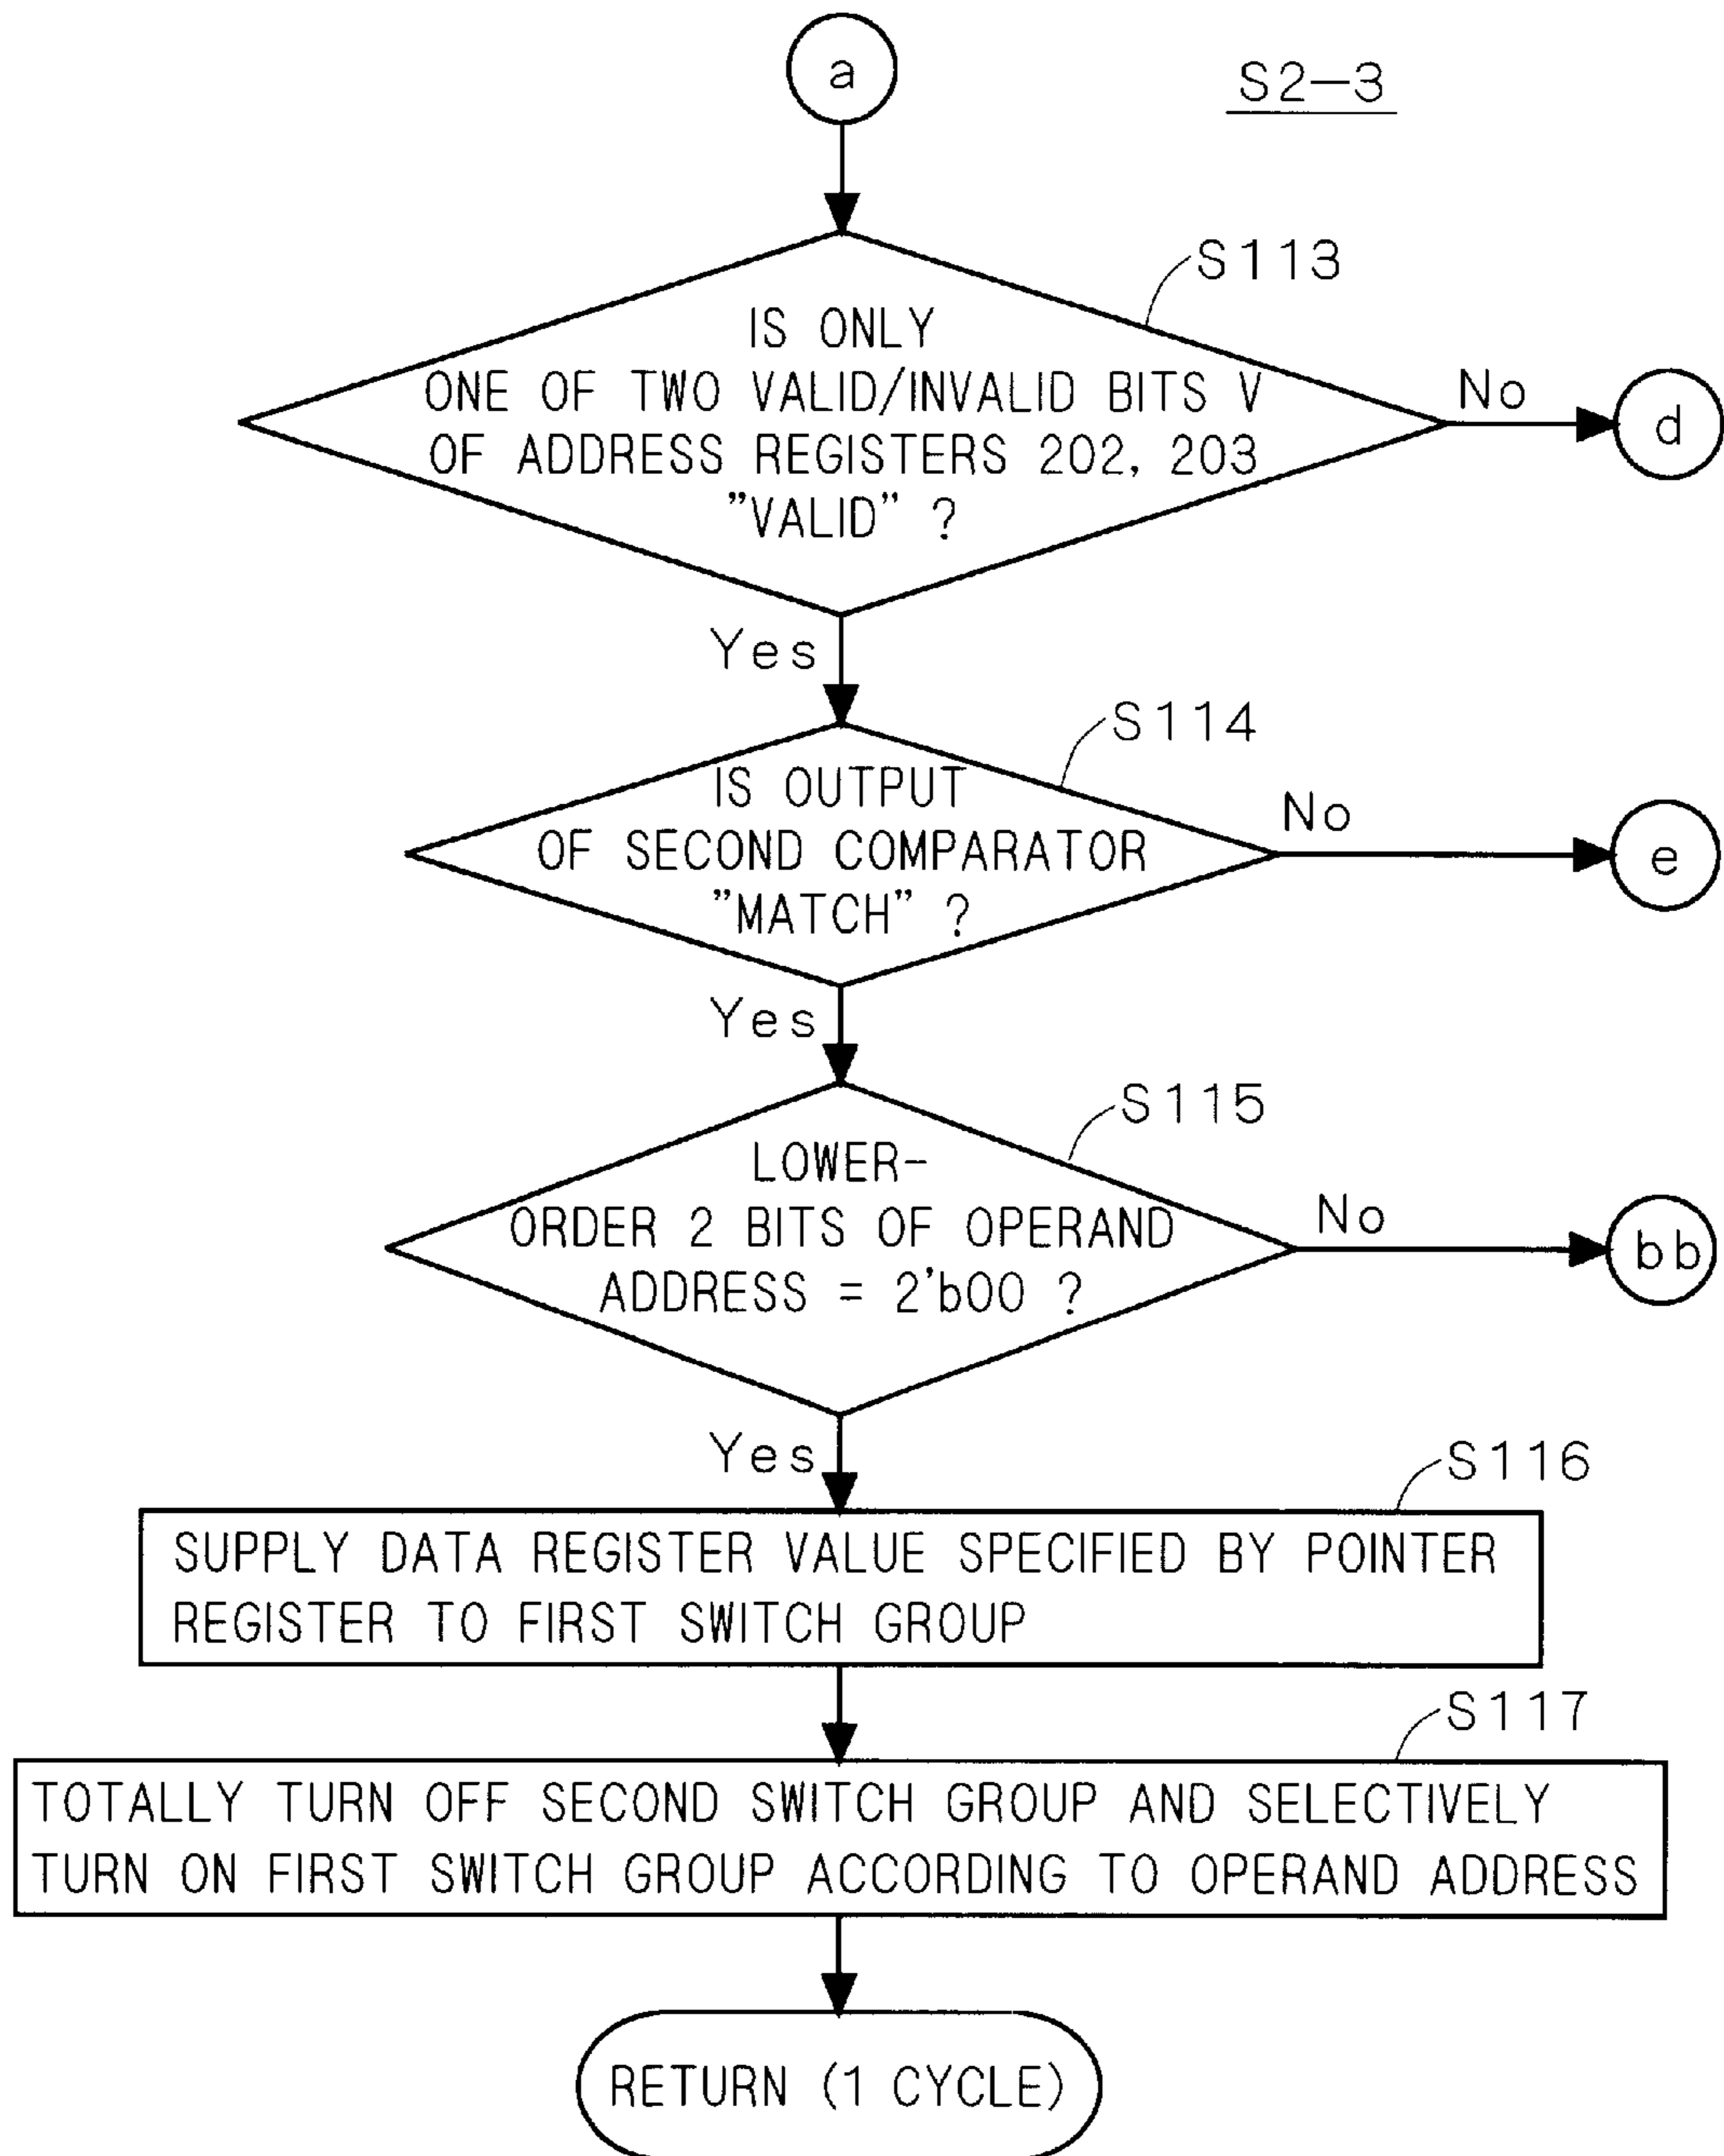 a
S2-3
S113
IS ONLY
ONE OF TWO VALID/INVALID BITS V
OF ADDRESS REGISTERS 202, 203
"VALID" ?
No
d
Yes
S114
IS OUTPUT
OF SECOND COMPARATOR
"MATCH" ?
No
e
Yes
S115
LOWER-
ORDER 2 BITS OF OPERAND
ADDRESS = 2'b00 ?
No
bb
Yes
S116
SUPPLY DATA REGISTER VALUE SPECIFIED BY POINTER
REGISTER TO FIRST SWITCH GROUP
S117
TOTALLY TURN OFF SECOND SWITCH GROUP AND SELECTIVELY
TURN ON FIRST SWITCH GROUP ACCORDING TO OPERAND ADDRESS
RETURN (1 CYCLE)